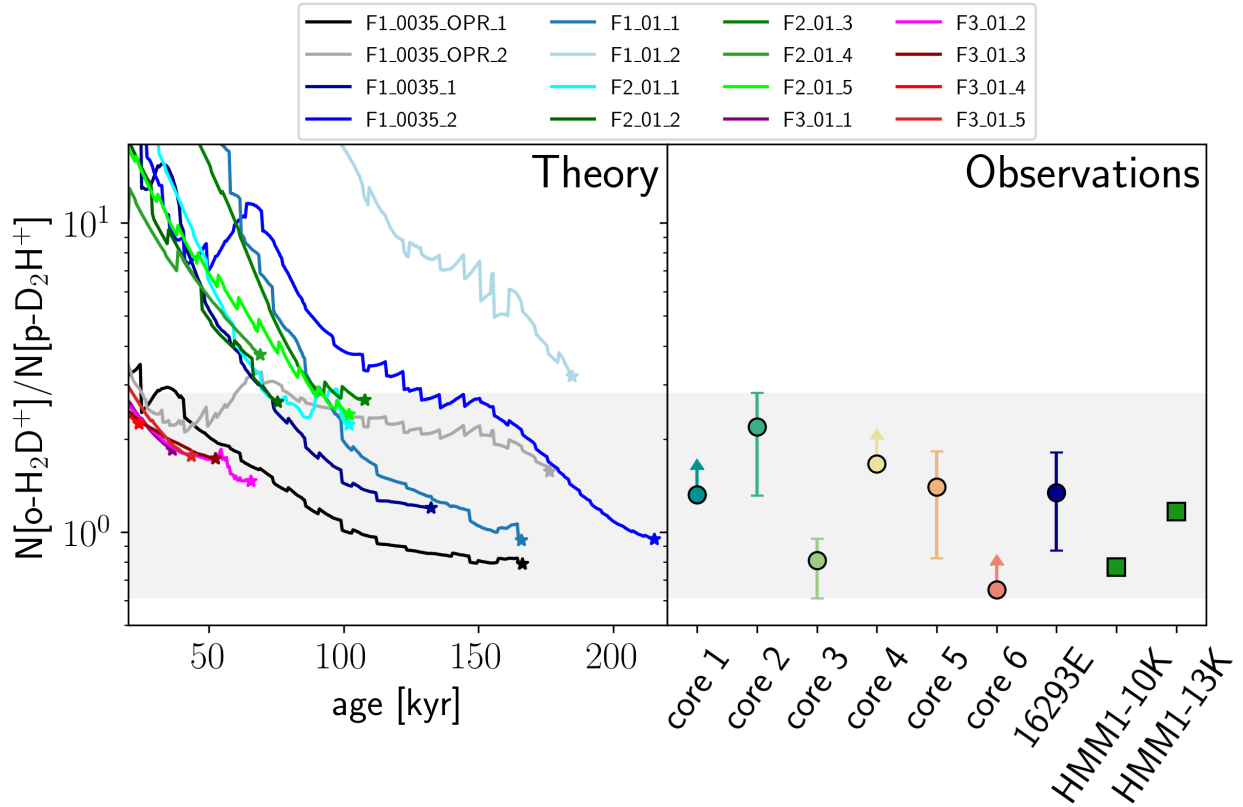 F1_0035_OPR_1 F1_01_1 F2_01_3 F3_01_2
F1_0035_OPR_2 F1_01_2 F2_01_4 F3_01_3
F1_0035_1 F2_01_1 F2_01_5 F3_01_4
F1_0035_2 F2_01_2 F3_01_1 F3_01_5
Theory Observations
N[o-H₂D⁺]/N[p-D₂H⁺]
10¹
10⁰
50 100 150 200
age [kyr]
core 1
core 2
core 3
core 4
core 5
core 6
16293E
HMM1-10K
HMM1-13K